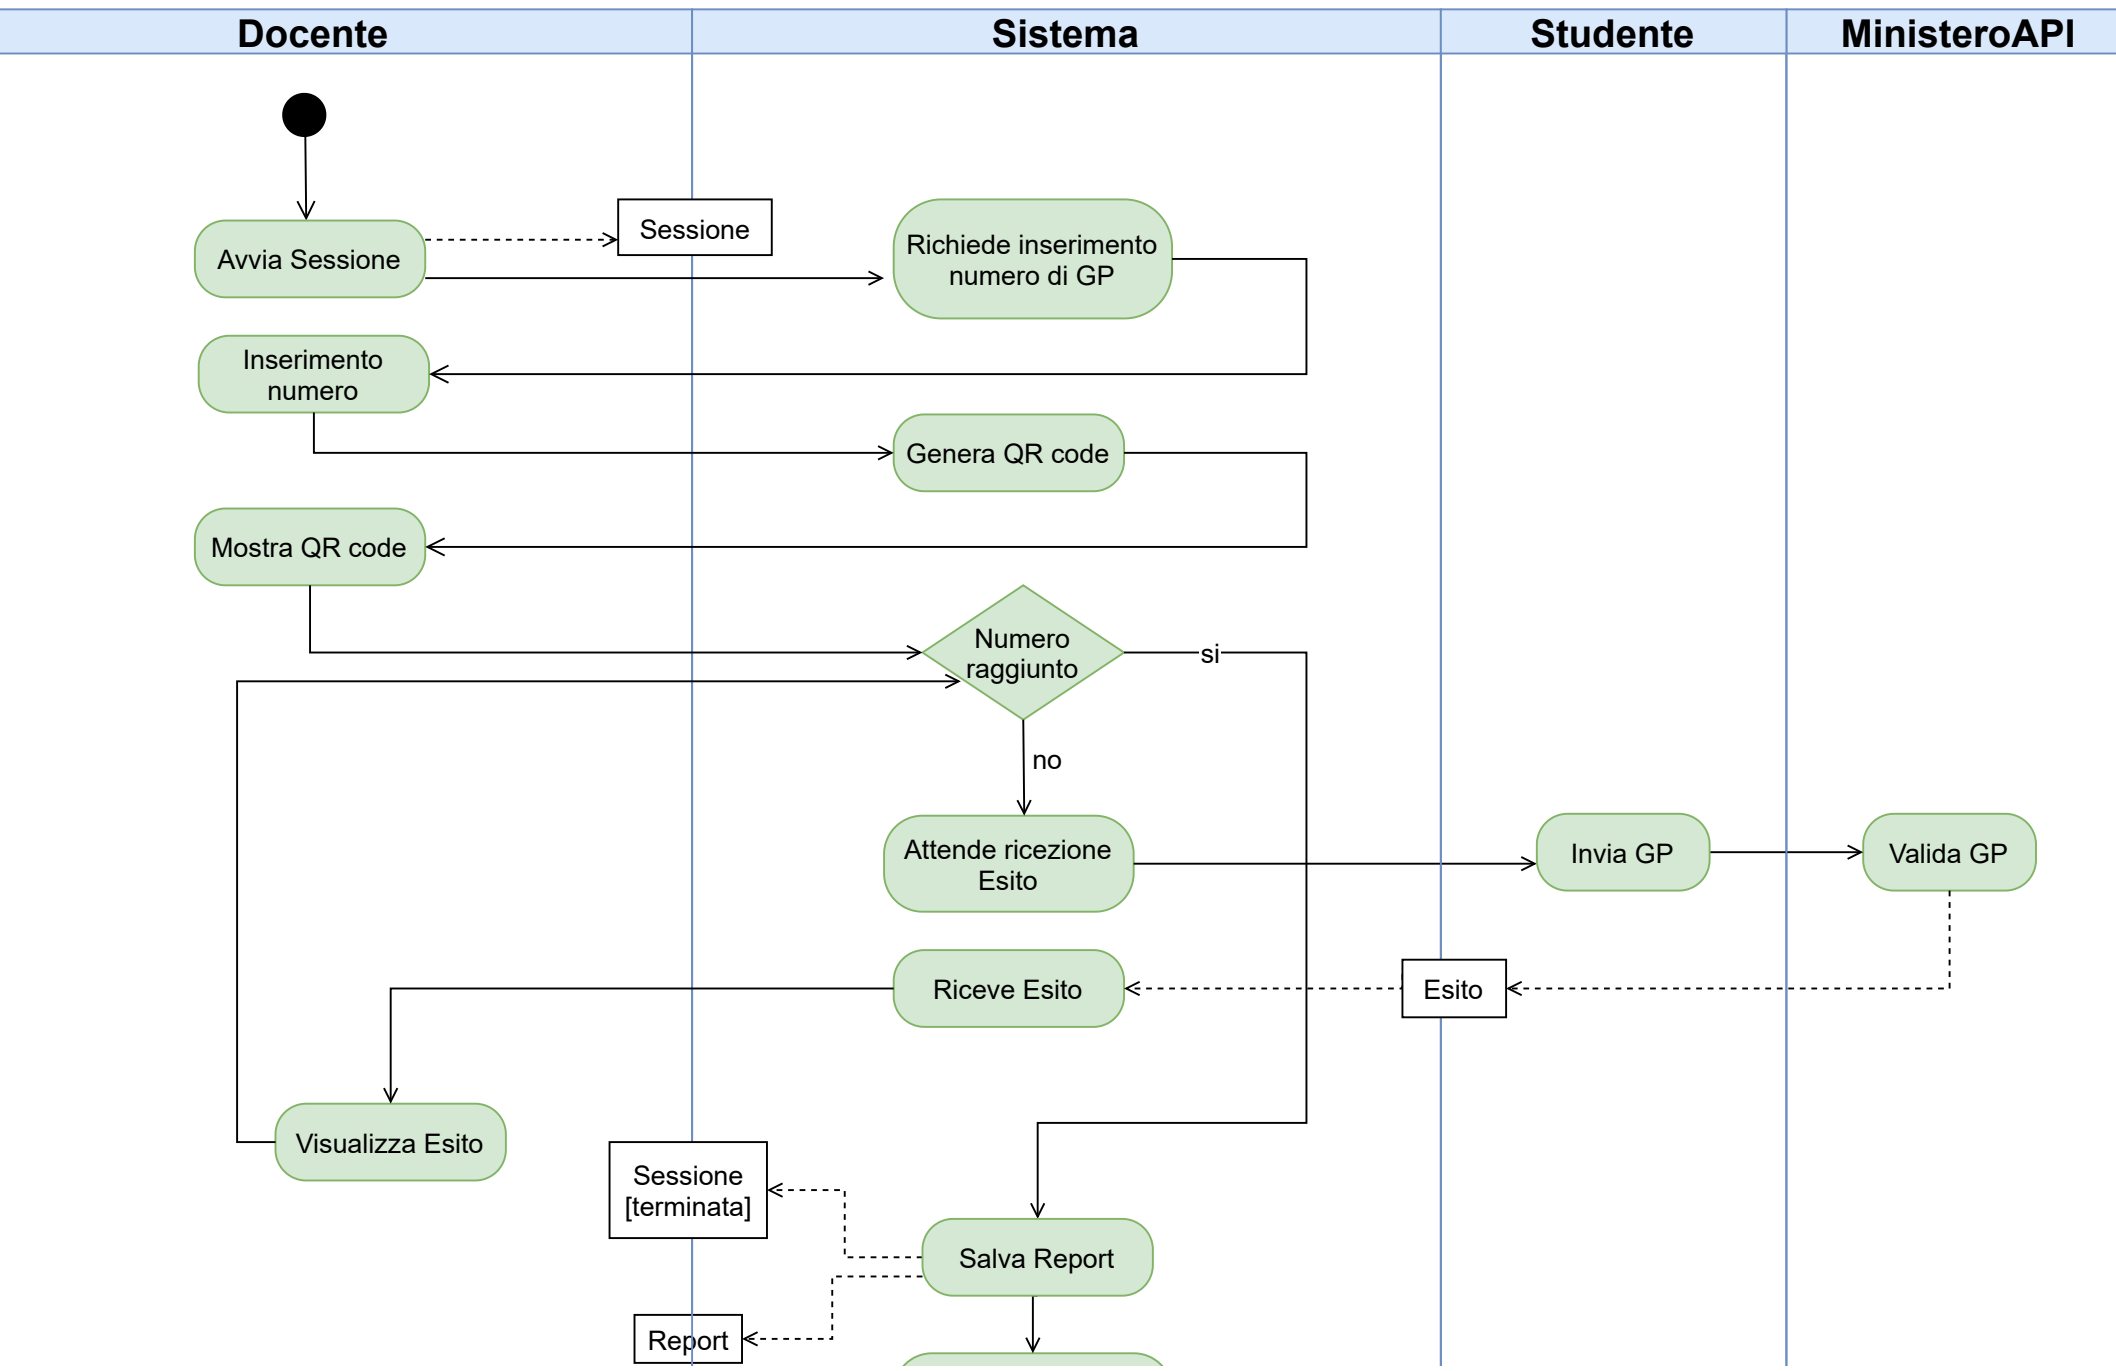 Docente
Sistema
Studente
MinisteroAPI
Sessione
Avvia Sessione
Richiede inserimento
numero di GP
Inserimento
numero
Genera QR code
Mostra QR code
Numero
raggiunto
si
no
Attende ricezione
Esito
Invia GP
Valida GP
Riceve Esito
Esito
Visualizza Esito
Sessione
[terminata]
Salva Report
Report